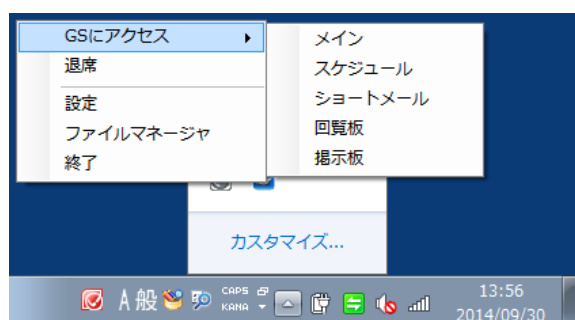 GSにアクセス
退席
設定
ファイルマネージャ
終了
メイン
スケジュール
ショートメール
回覧板
掲示板
カスタマイズ...
A 般
CAPS
KANA
13:56
2014/09/30